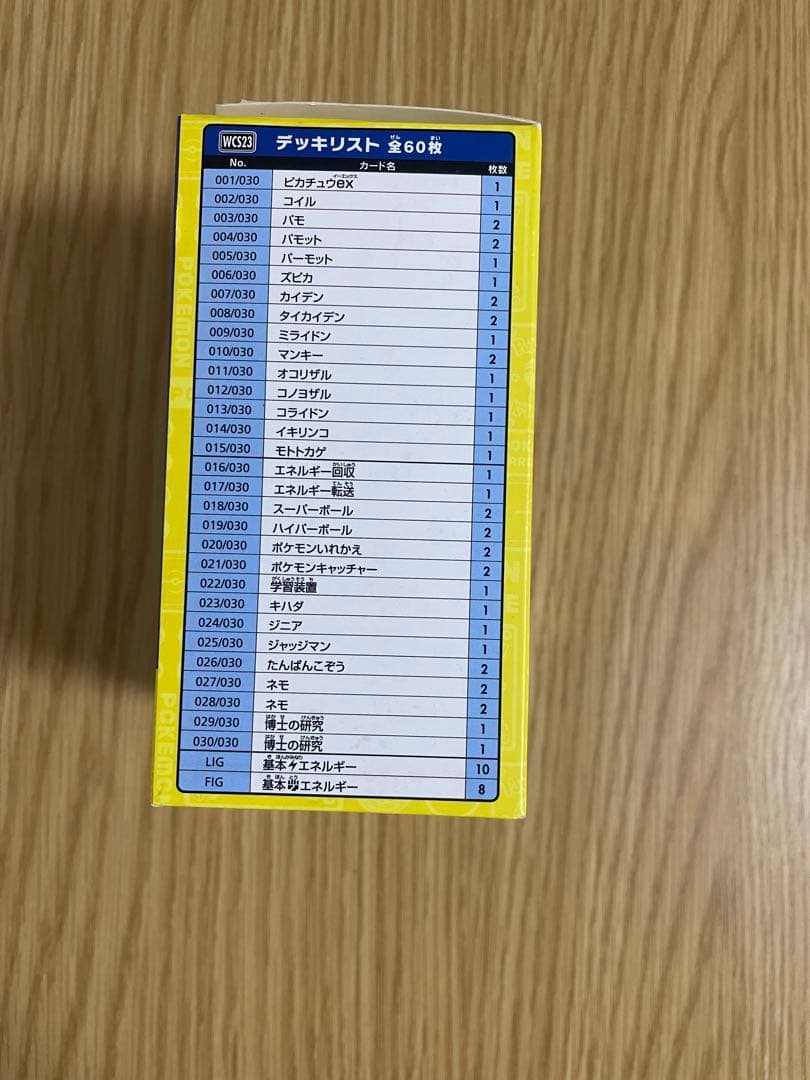 WCS23 デッキリスト 全60枚
No. カード名 枚数
001/030 ピカチュウex 1
002/030 コイル 1
003/030 パモ 2
004/030 パモット 2
005/030 パーモット 1
006/030 ズピカ 1
007/030 カイデン 2
008/030 タイカイデン 2
009/030 ミライドン 1
010/030 マンキー 2
011/030 オコリザル 1
012/030 コノヨザル 1
013/030 コライドン 1
014/030 イキリンコ 1
015/030 モトトカゲ 1
016/030 エネルギー回収 1
017/030 エネルギー転送 1
018/030 スーパーボール 2
019/030 ハイパーボール 2
020/030 ポケモンいれかえ 2
021/030 ポケモンキャッチャー 2
022/030 学習装置 1
023/030 キハダ 1
024/030 ジニア 1
025/030 ジャッジマン 1
026/030 たんぱんこぞう 2
027/030 ネモ 2
028/030 ネモ 2
029/030 博士の研究 1
030/030 博士の研究 1
LIG 基本エネルギー 10
FIG 基本エネルギー 8
POKEMON